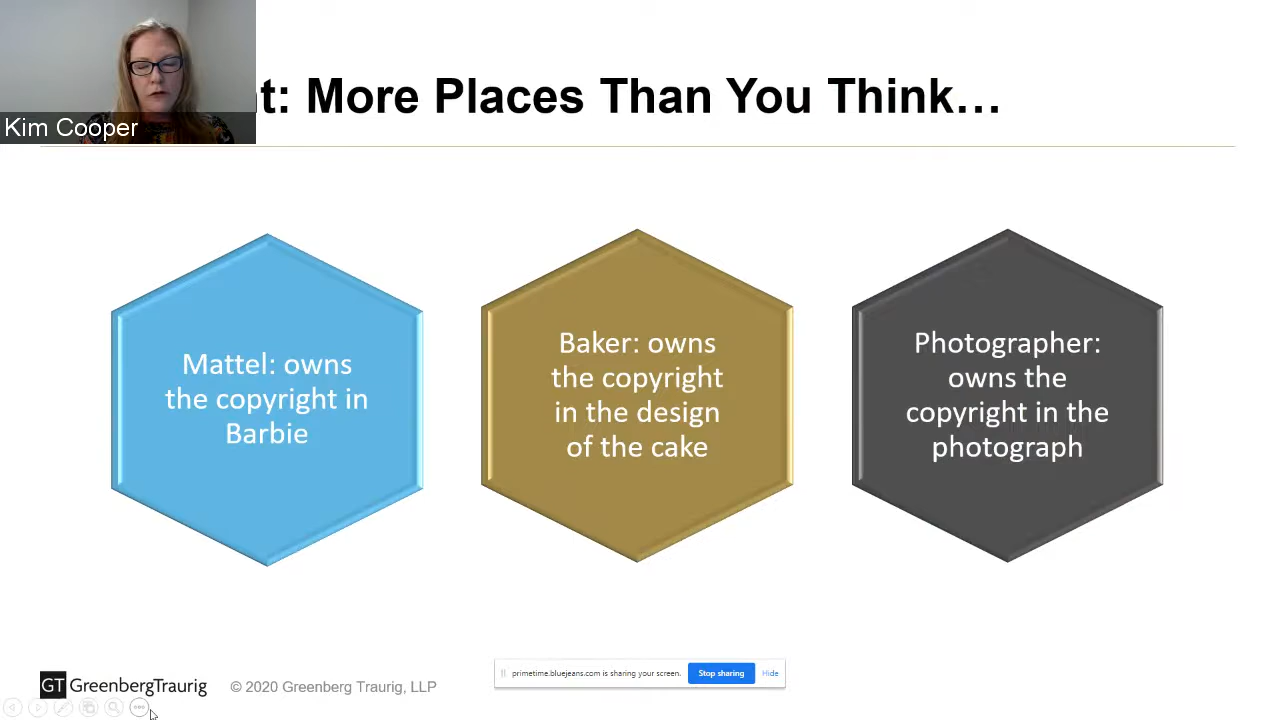 Kim Cooper
t: More Places Than You Think…
Mattel: owns
the copyright in
Barbie
Baker: owns
the copyright
in the design
of the cake
Photographer:
owns the
copyright in the
photograph
GT GreenbergTraurig
© 2020 Greenberg Traurig, LLP
primetime.bluejeans.com is sharing your screen.
Stop sharing
Hide